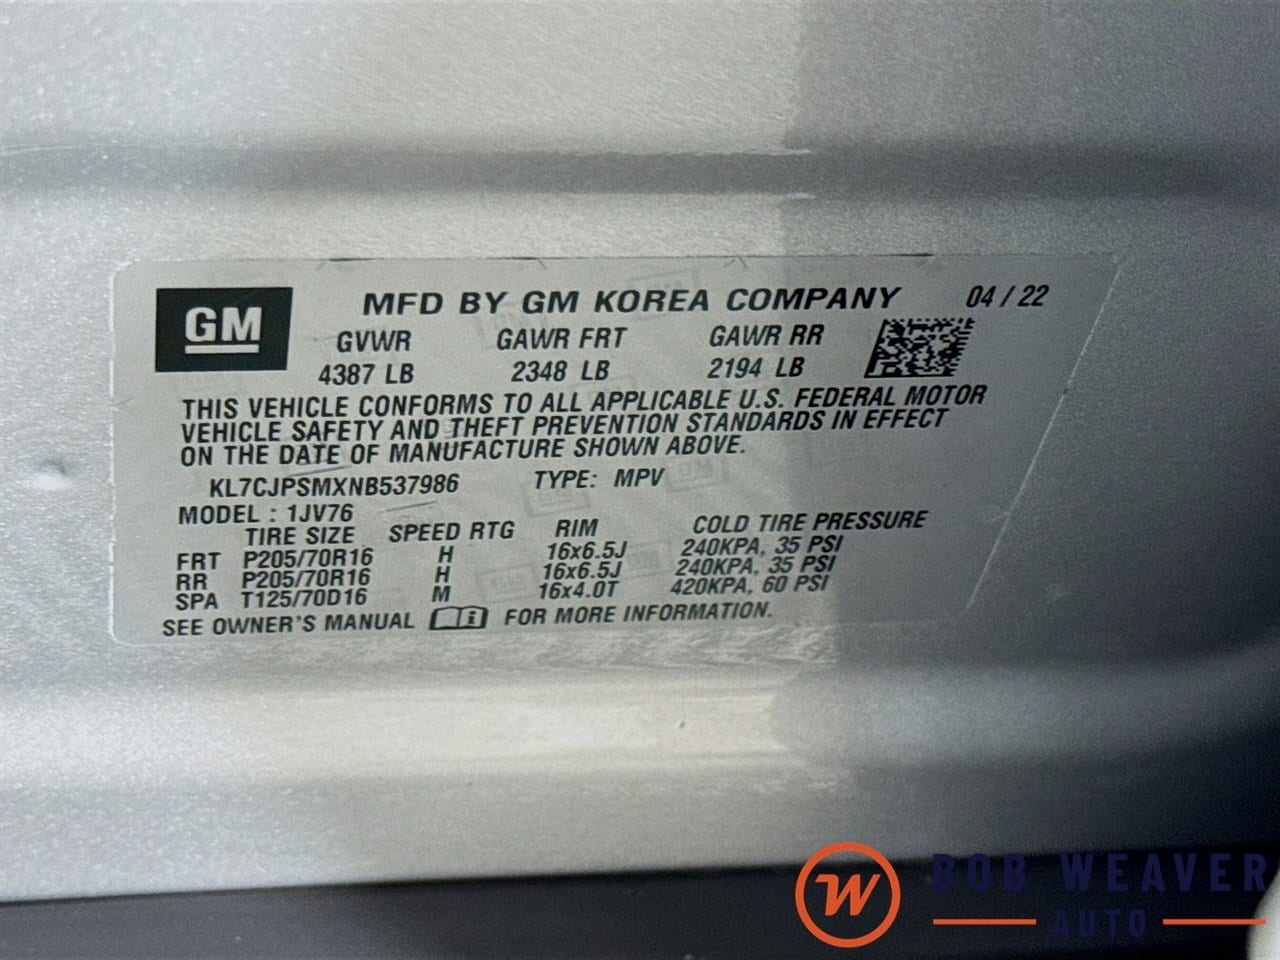 GM
MFD BY GM KOREA COMPANY 04 / 22
GVWR GAWR FRT GAWR RR
4387 LB 2348 LB 2194 LB
THIS VEHICLE CONFORMS TO ALL APPLICABLE U.S. FEDERAL MOTOR
VEHICLE SAFETY AND THEFT PREVENTION STANDARDS IN EFFECT
ON THE DATE OF MANUFACTURE SHOWN ABOVE.
KL7CJPSMXNB537986 TYPE: MPV
MODEL : 1JV76
TIRE SIZE SPEED RTG RIM COLD TIRE PRESSURE
FRT P205/70R16 H 16x6.5J 240KPA, 35 PSI
RR P205/70R16 H 16x6.5J 240KPA, 35 PSI
SPA T125/70D16 M 16x4.0T 420KPA, 60 PSI
SEE OWNER'S MANUAL i FOR MORE INFORMATION.
W BOB WEAVER
AUTO